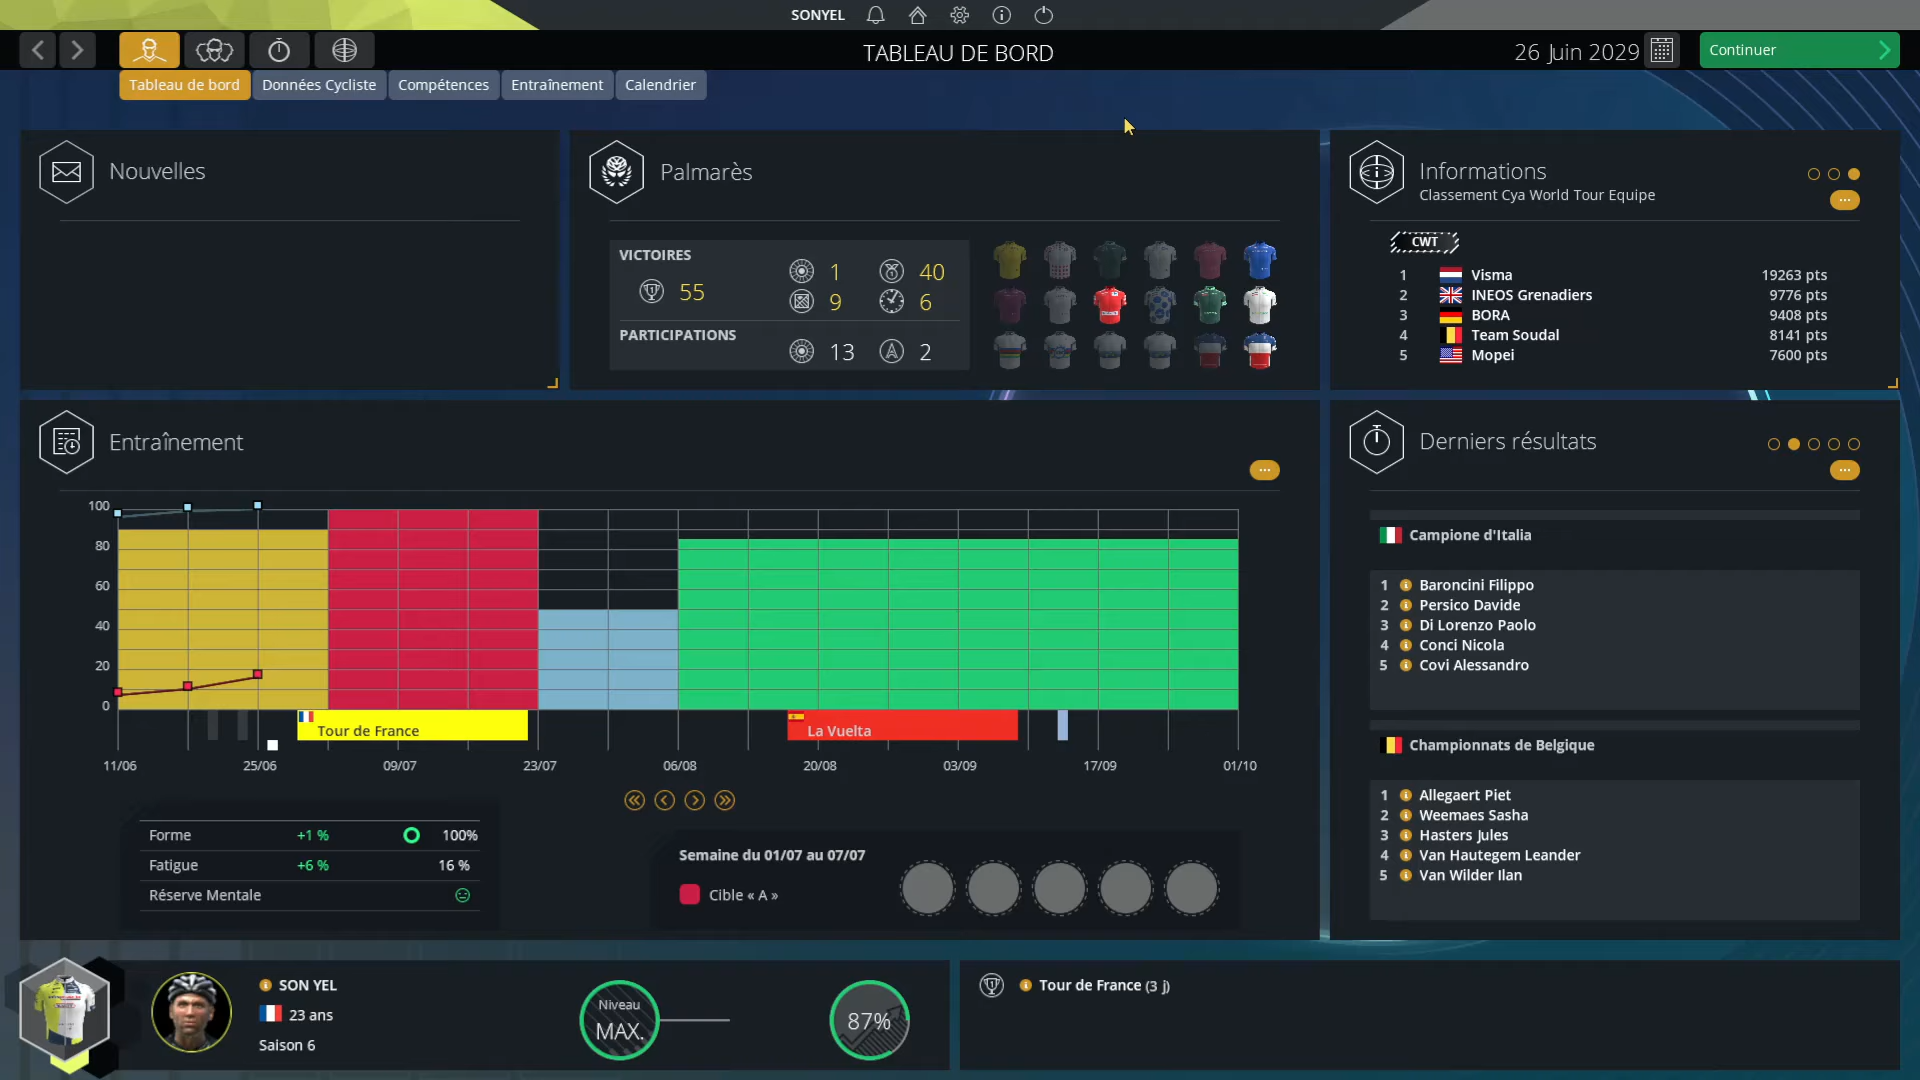 SONYEL
TABLEAU DE BORD
26 Juin 2029
Continuer
Tableau de bord
Données Cycliste
Compétences
Entraînement
Calendrier
Nouvelles
Palmarès
VICTOIRES
55
1
40
9
6
PARTICIPATIONS
13
2
Informations
Classement Cya World Tour Equipe
CWT
1 Visma 19263 pts
2 INEOS Grenadiers 9776 pts
3 BORA 9408 pts
4 Team Soudal 8141 pts
5 Mopei 7600 pts
Entraînement
100
80
60
40
20
0
Tour de France
La Vuelta
11/06 25/06 09/07 23/07 06/08 20/08 03/09 17/09 01/10
Forme +1 % 100%
Fatigue +6 % 16 %
Réserve Mentale
Semaine du 01/07 au 07/07
Cible « A »
Derniers résultats
Campione d'Italia
1 Baroncini Filippo
2 Persico Davide
3 Di Lorenzo Paolo
4 Conci Nicola
5 Covi Alessandro
Championnats de Belgique
1 Allegaert Piet
2 Weemaes Sasha
3 Hasters Jules
4 Van Hautegem Leander
5 Van Wilder Ilan
SON YEL
23 ans
Saison 6
Niveau
MAX.
87%
Tour de France (3 j)